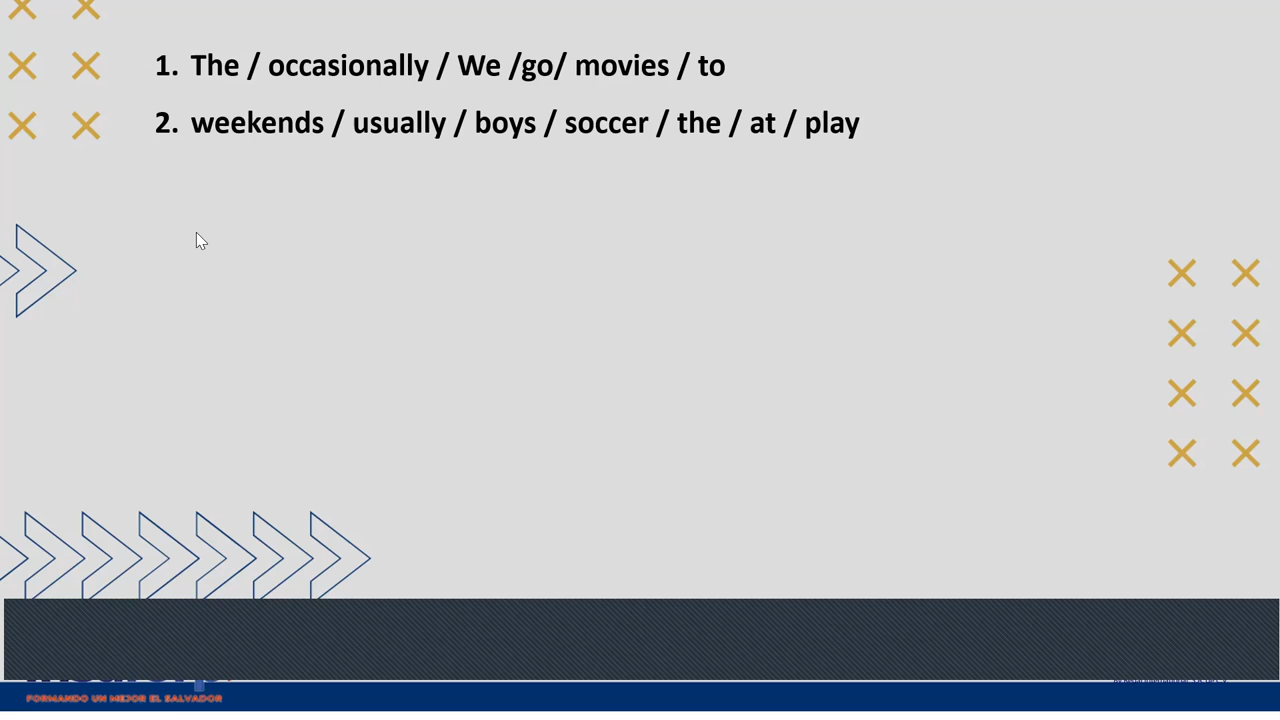 1. The / occasionally / We /go/ movies / to
2. weekends / usually / boys / soccer / the / at / play
FORMANDO UN MEJOR EL SALVADOR